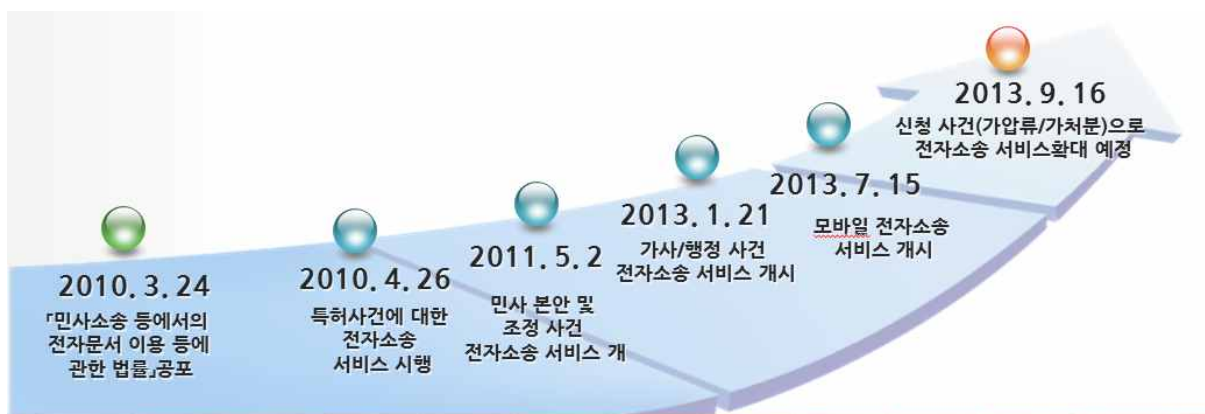 2010. 3. 24
「민사소송 등에서의
전자문서 이용 등에
관한 법률」공포
2010. 4. 26
특허사건에 대한
전자소송
서비스 시행
2011. 5. 2
민사 본안 및
조정 사건
전자소송 서비스 개
2013. 1. 21
가사/행정 사건
전자소송 서비스 개시
2013. 7. 15
모바일 전자소송
서비스 개시
2013. 9. 16
신청 사건(가압류/가처분)으로
전자소송 서비스확대 예정